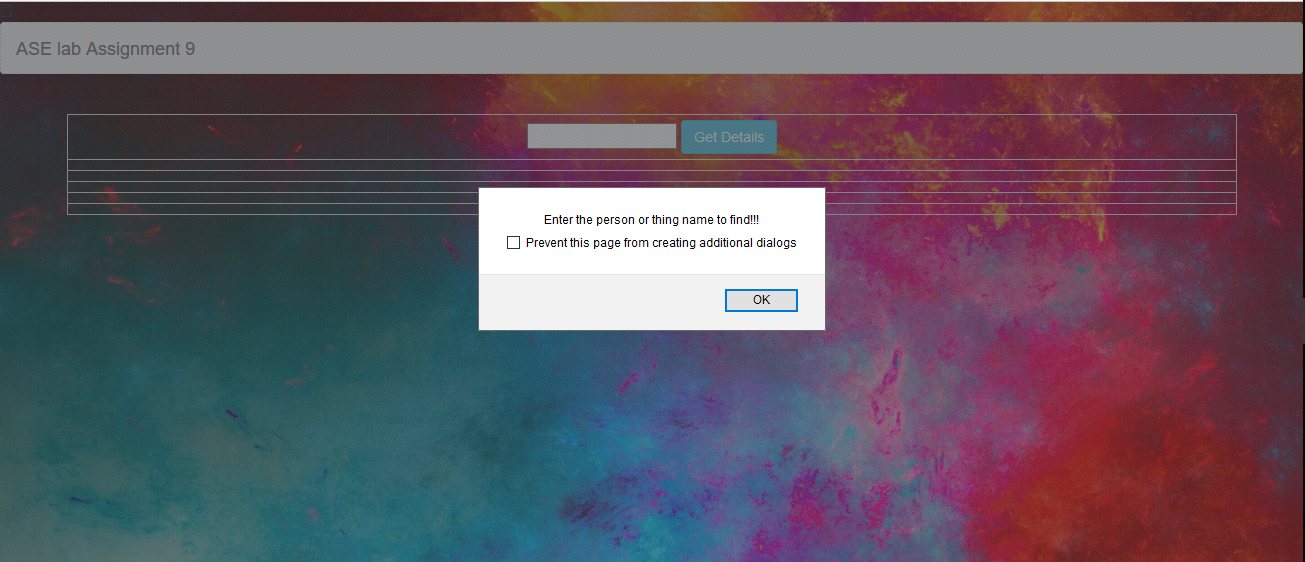 ASE lab Assignment 9
Get Details
Enter the person or thing name to find!!!
Prevent this page from creating additional dialogs
OK